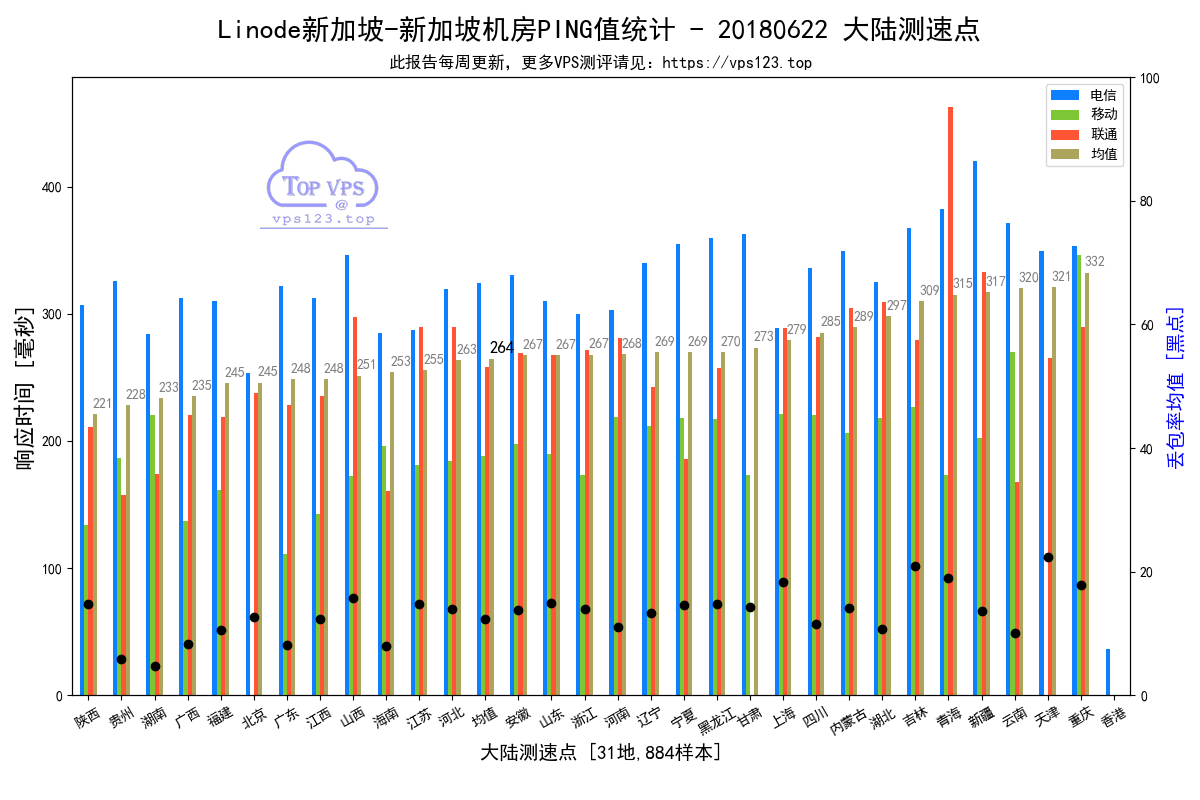 Linode新加坡-新加坡机房PING值统计 - 20180622 大陆测速点
此报告每周更新，更多VPS测评请见：https://vps123.top
电信
移动
联通
均值
TOP VPS
@
vps123.top
响应时间 [毫秒]
400
300
200
100
0
100
80
60
40
20
0
丢包率均值 [黑点]
221 228 233 235 245 245 248 248 251 253 255 263 264 267 267 267 268 269 269 270 273 279 285 289 297 309 315 317 320 321 332
陕西 贵州 湖南 广西 福建 北京 广东 江西 山西 海南 江苏 河北 均值 安徽 山东 浙江 河南 辽宁 宁夏 黑龙江 甘肃 上海 四川 内蒙古 湖北 吉林 青海 新疆 云南 天津 重庆 香港
大陆测速点 [31地,884样本]